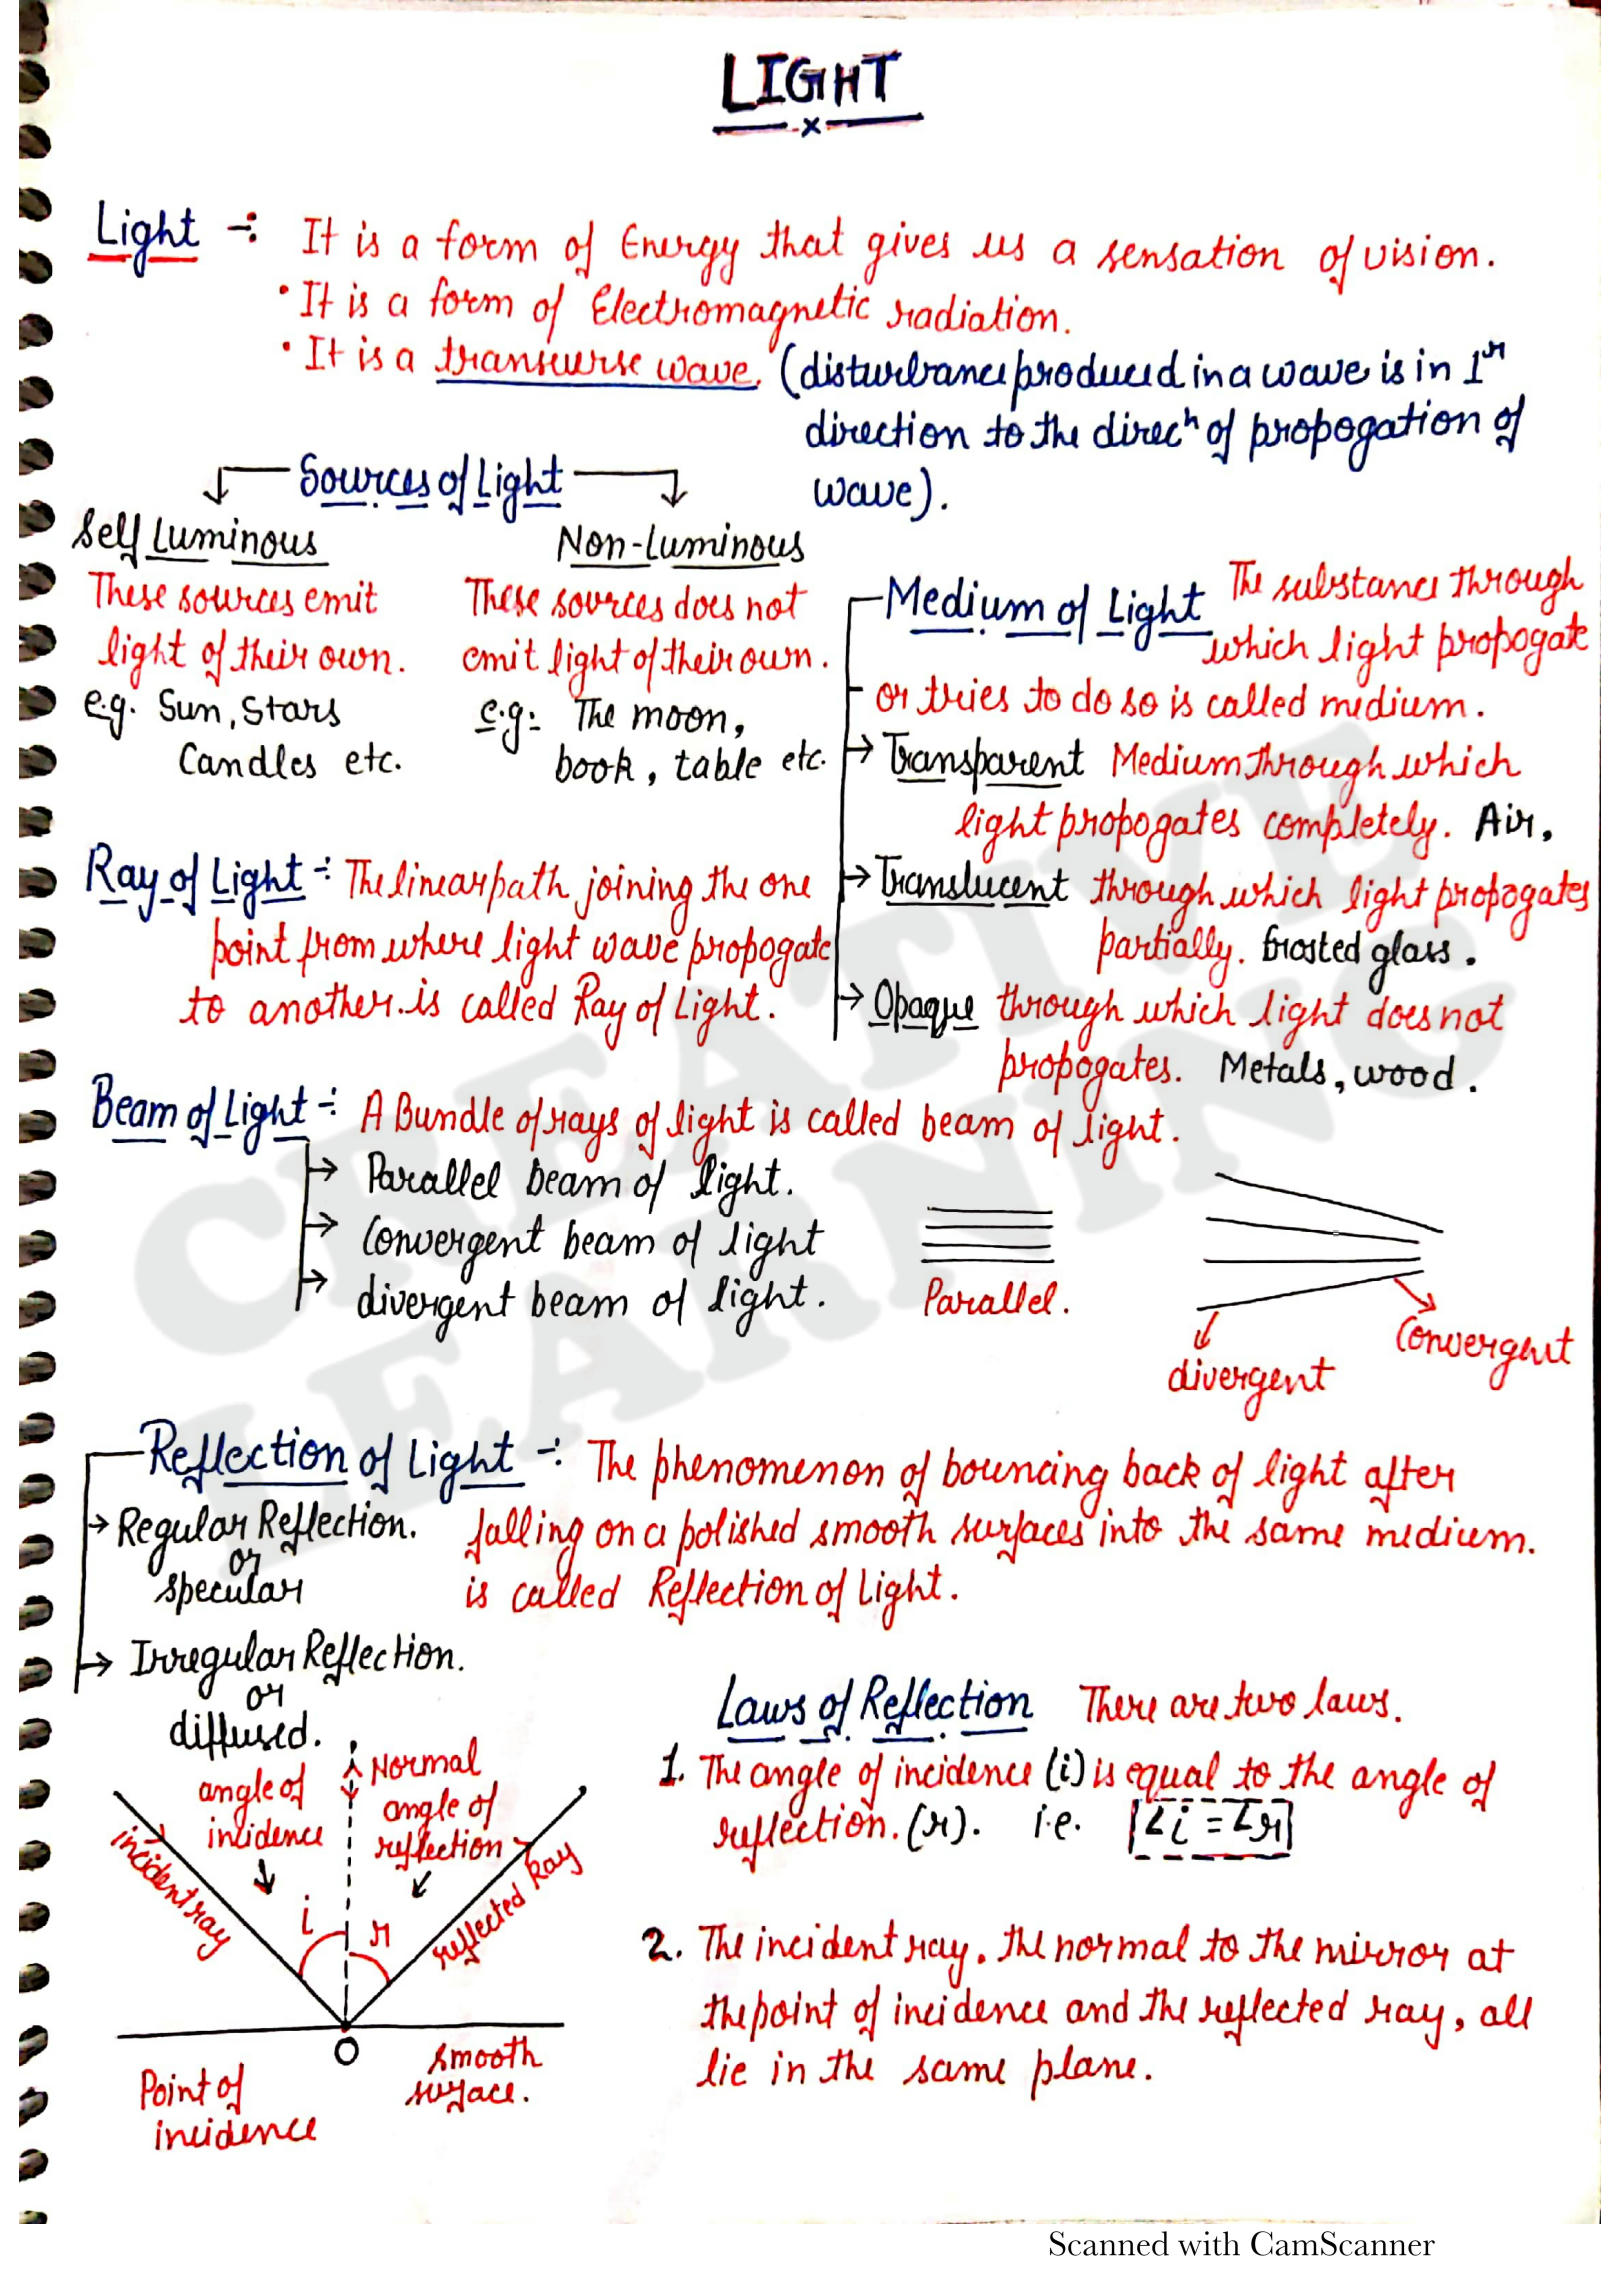 LIGHT
Light -: It is a form of Energy that gives us a sensation of vision.
• It is a form of Electromagnetic radiation.
• It is a transverse wave. (disturbance produced in a wave is in 1ʳ
direction to the direcⁿ of propogation of
wave).
Sources of Light
Self Luminous
These sources emit
light of their own.
e.g. Sun, Stars
Candles etc.
Non-Luminous
These sources does not
emit light of their own.
e.g: The moon,
book, table etc.
Medium of Light The substance through
which light propogate
or tries to do so is called medium.
→ Transparent Medium through which
light propogates completely. Air,
→ Translucent through which light propogates
partially. frosted glass.
→ Opaque through which light does not
propogates. Metals, wood.
Ray of Light -: The linear path joining the one
point from where light wave propogate
to another is called Ray of Light.
Beam of Light -: A Bundle of rays of light is called beam of light.
→ Parallel beam of light.
→ Convergent beam of light
→ divergent beam of light.
Parallel.
divergent
Convergent
Reflection of Light -: The phenomenon of bouncing back of light after
falling on a polished smooth surfaces into the same medium.
is called Reflection of Light.
→ Regular Reflection.
or
specular
→ Irregular Reflection.
or
diffused.
Laws of Reflection There are two laws.
1. The angle of incidence (i) is equal to the angle of
reflection. (r). i.e. ∠i = ∠r
2. The incident ray, the normal to the mirror at
the point of incidence and the reflected ray, all
lie in the same plane.
angle of
incidence
Normal
angle of
reflection
incident ray
reflected Ray
i
r
O
Point of
incidence
smooth
surface.
CREATIVE
LEARNING
Scanned with CamScanner